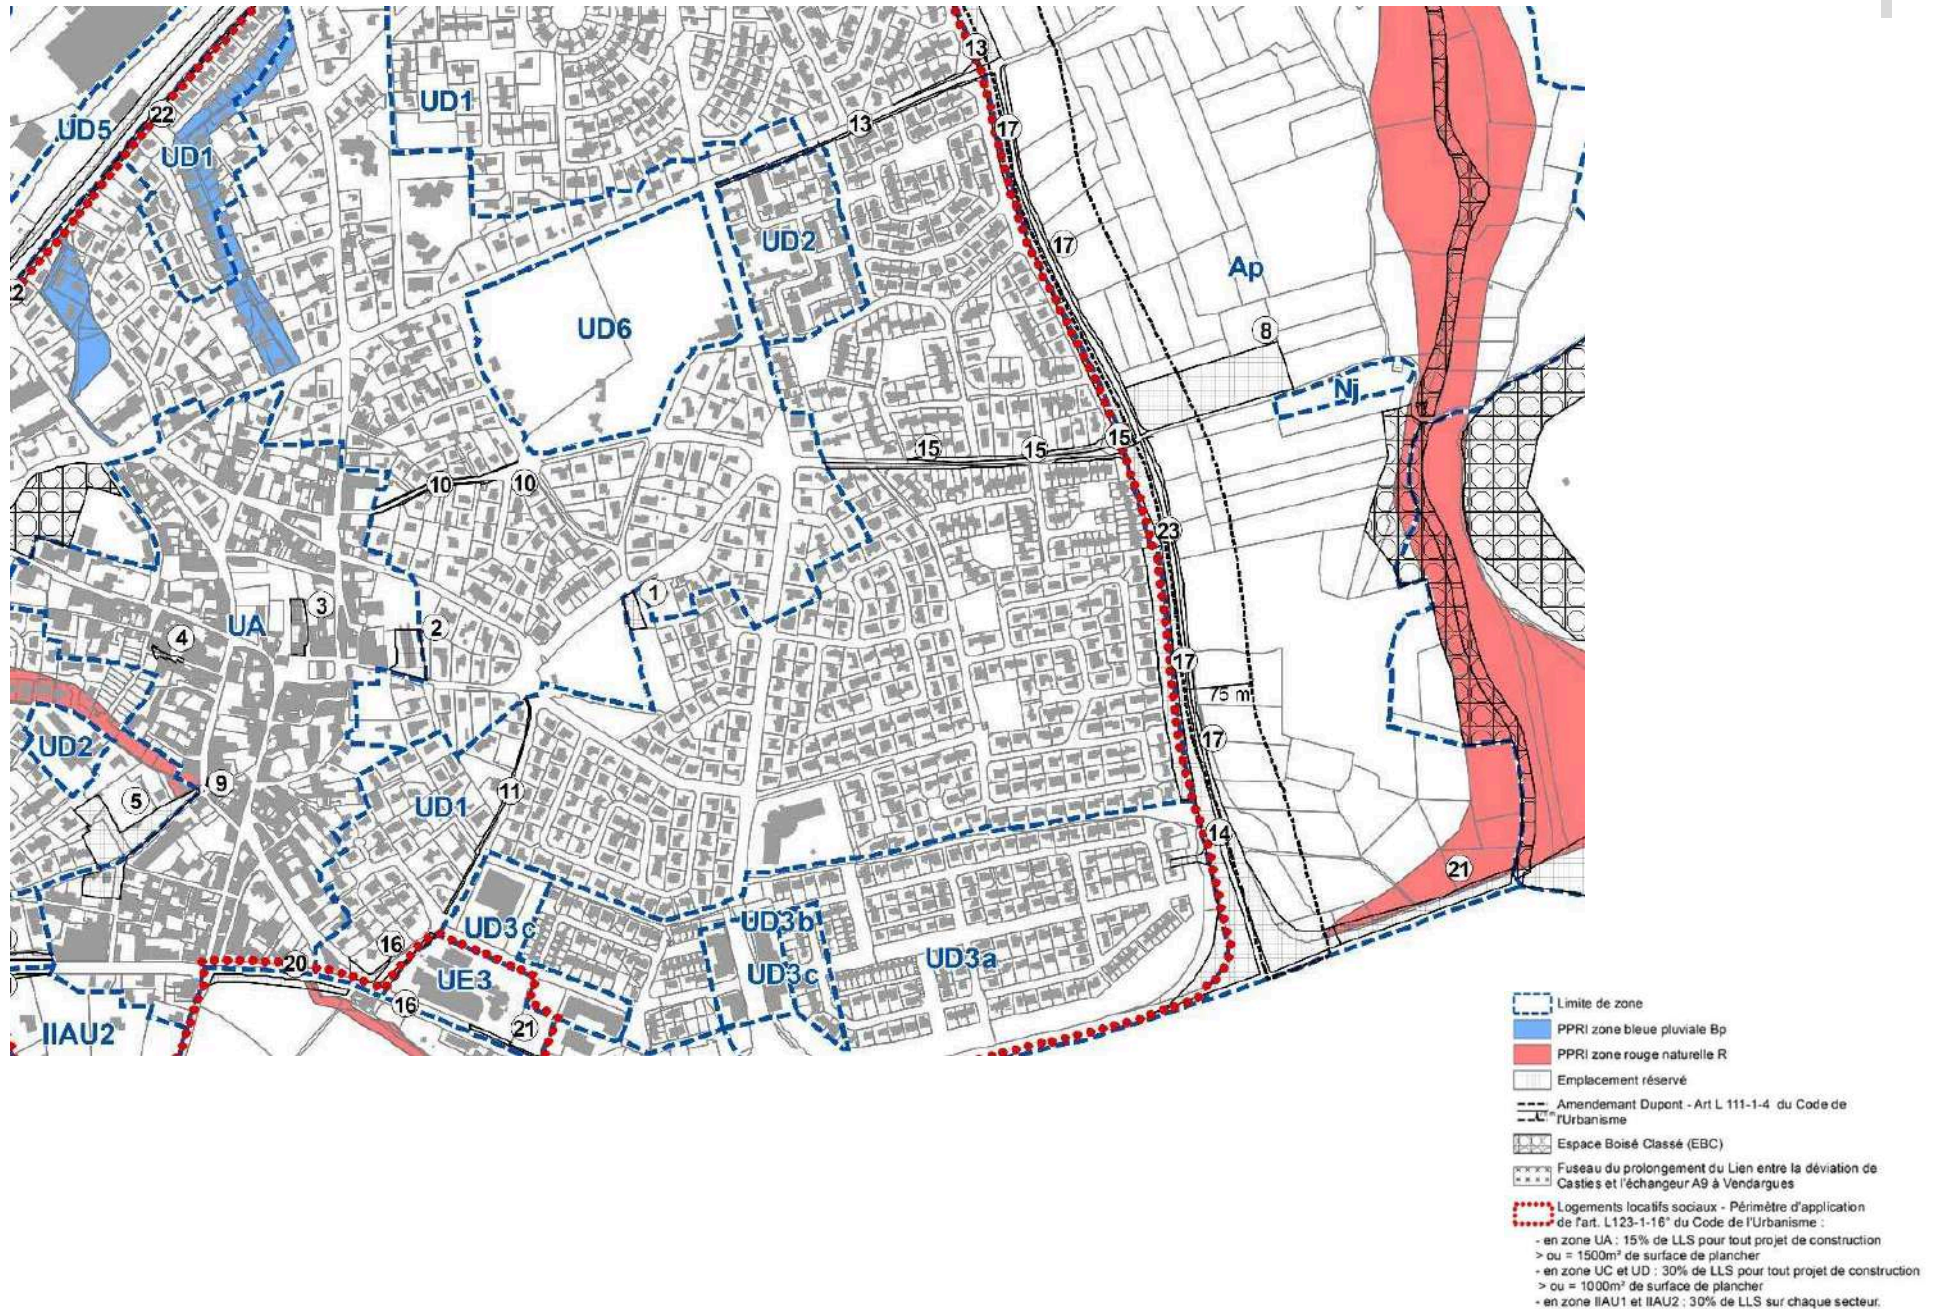 13
UD1
22
UD5
13
17
UD1
UD2
17
Ap
2
UD6
8
Nj
15
15
15
10
10
23
1
3
2
UA
4
17
75 m
UD2
17
9
5
UD1
11
14
21
UD3c
UD3b
16
20
UE3
UD3c
UD3a
16
21
IIAU2
Limite de zone
PPRI zone bleue pluviale Bp
PPRI zone rouge naturelle R
Emplacement réservé
Amendemant Dupont - Art L 111-1-4 du Code de
l'Urbanisme
Espace Boisé Classé (EBC)
Fuseau du prolongement du Lien entre la déviation de
Casties et l'échangeur A9 à Vendargues
Logements locatifs sociaux - Périmètre d'application
de l'art. L123-1-16° du Code de l'Urbanisme :
- en zone UA : 15% de LLS pour tout projet de construction
> ou = 1500m² de surface de plancher
- en zone UC et UD : 30% de LLS pour tout projet de construction
> ou = 1000m² de surface de plancher
- en zone IIAU1 et IIAU2 : 30% de LLS sur chaque secteur.